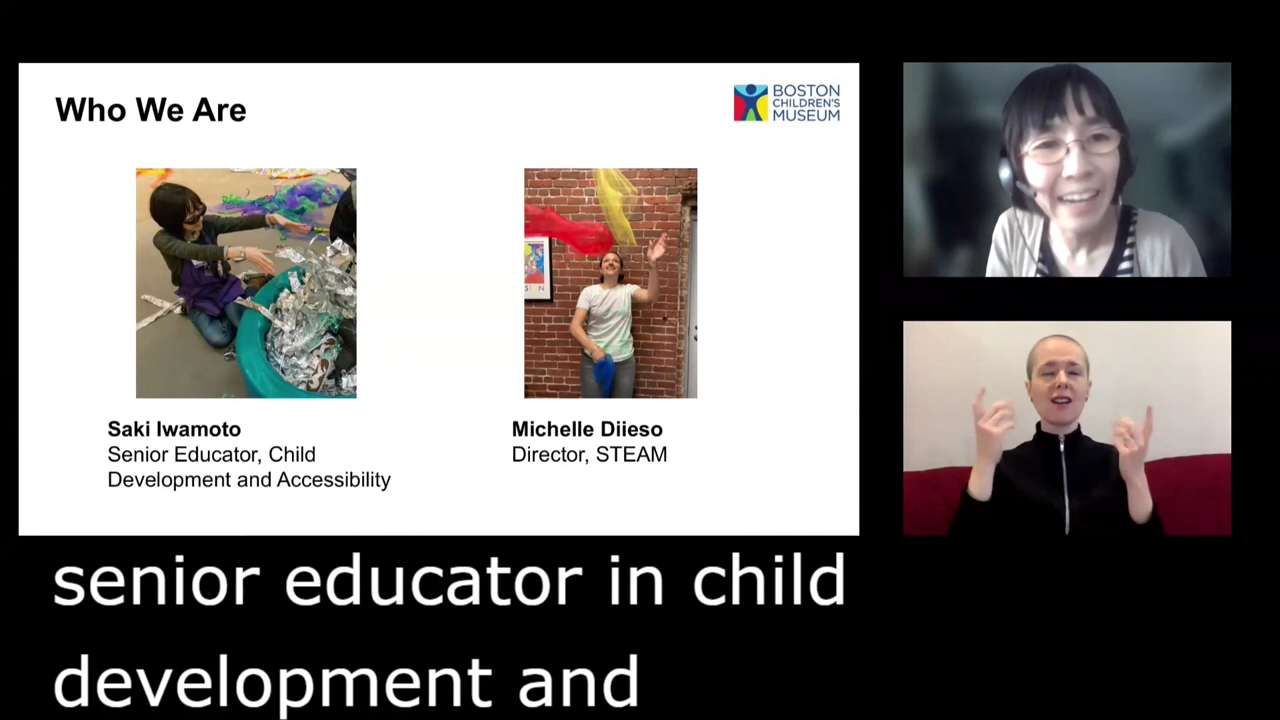 Who We Are
BOSTON
CHILDREN'S
MUSEUM
Saki Iwamoto
Senior Educator, Child
Development and Accessibility
Michelle Diieso
Director, STEAM
senior educator in child
development and